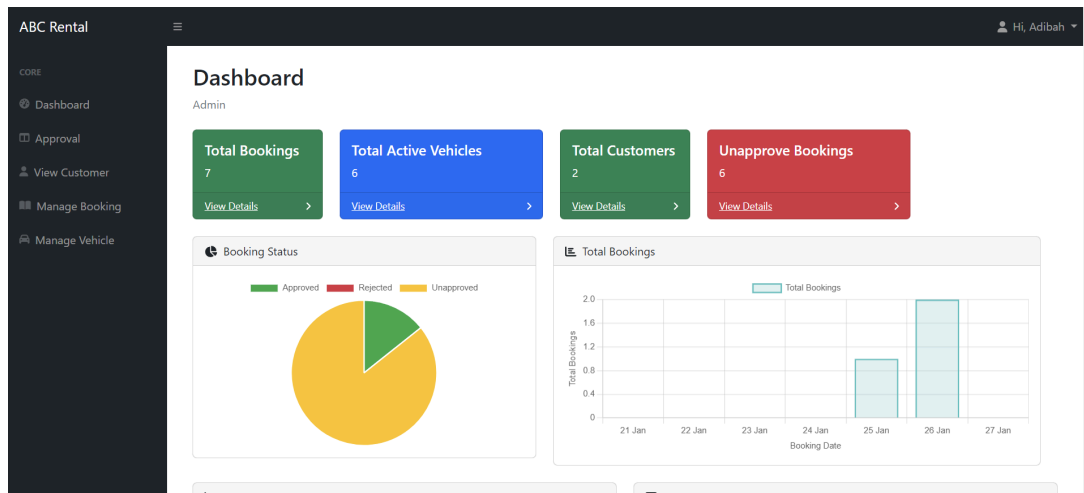 ABC Rental
Hi, Adibah
CORE
Dashboard
Approval
View Customer
Manage Booking
Manage Vehicle
Dashboard
Admin
Total Bookings
7
View Details
Total Active Vehicles
6
View Details
Total Customers
2
View Details
Unapprove Bookings
6
View Details
Booking Status
Approved Rejected Unapproved
Total Bookings
Total Bookings
Total Bookings
2.0
1.6
1.2
0.8
0.4
0
21 Jan 22 Jan 23 Jan 24 Jan 25 Jan 26 Jan 27 Jan
Booking Date